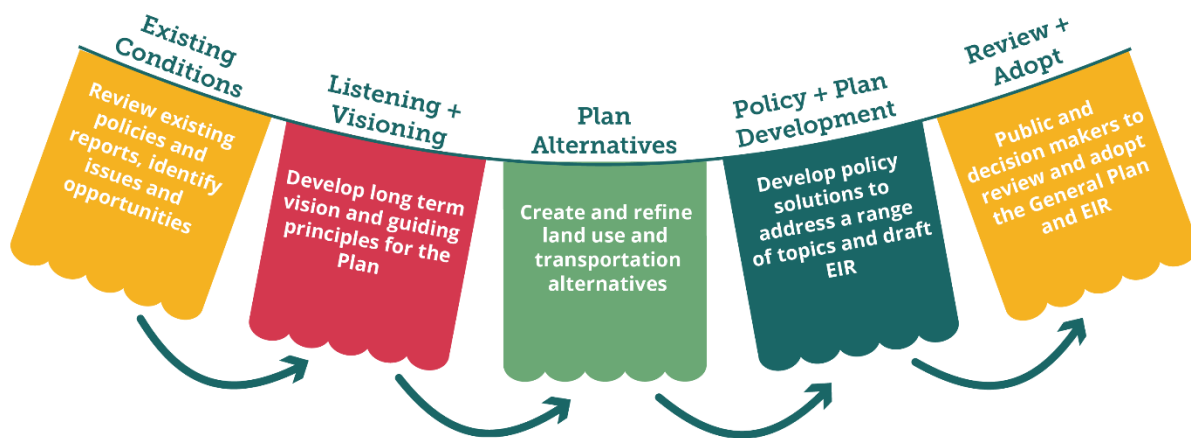 Existing
Conditions
Review existing
policies and
reports, identify
issues and
opportunities
Listening +
Visioning
Develop long term
vision and guiding
principles for the
Plan
Plan
Alternatives
Create and refine
land use and
transportation
alternatives
Policy + Plan
Development
Develop policy
solutions to
address a range
of topics and draft
EIR
Review +
Adopt
Public and
decision makers to
review and adopt
the General Plan
and EIR